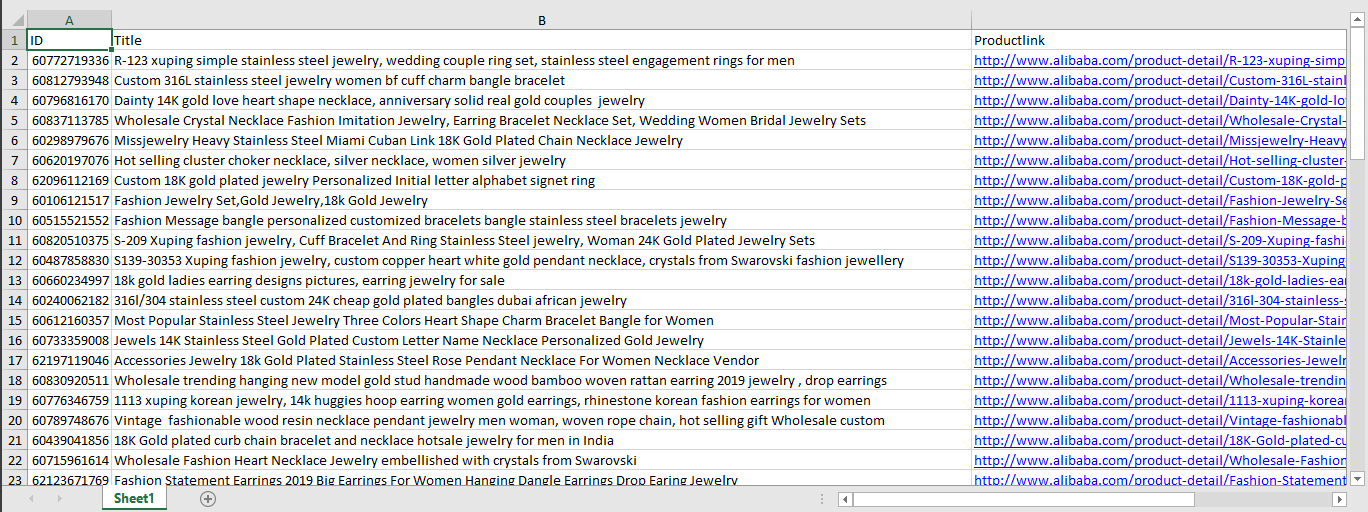 A B
1 ID Title Productlink
2 60772719336 R-123 xuping simple stainless steel jewelry, wedding couple ring set, stainless steel engagement rings for men http://www.alibaba.com/product-detail/R-123-xuping-simp
3 60812793948 Custom 316L stainless steel jewelry women bf cuff charm bangle bracelet http://www.alibaba.com/product-detail/Custom-316L-stainl
4 60796816170 Dainty 14K gold love heart shape necklace, anniversary solid real gold couples  jewelry http://www.alibaba.com/product-detail/Dainty-14K-gold-lo
5 60837113785 Wholesale Crystal Necklace Fashion Imitation Jewelry, Earring Bracelet Necklace Set, Wedding Women Bridal Jewelry Sets http://www.alibaba.com/product-detail/Wholesale-Crystal-
6 60298979676 Missjewelry Heavy Stainless Steel Miami Cuban Link 18K Gold Plated Chain Necklace Jewelry http://www.alibaba.com/product-detail/Missjewelry-Heavy
7 60620197076 Hot selling cluster choker necklace, silver necklace, women silver jewelry http://www.alibaba.com/product-detail/Hot-selling-cluster-
8 62096112169 Custom 18K gold plated jewelry Personalized Initial letter alphabet signet ring http://www.alibaba.com/product-detail/Custom-18K-gold-p
9 60106121517 Fashion Jewelry Set,Gold Jewelry,18k Gold Jewelry http://www.alibaba.com/product-detail/Fashion-Jewelry-Se
10 60515521552 Fashion Message bangle personalized customized bracelets bangle stainless steel bracelets jewelry http://www.alibaba.com/product-detail/Fashion-Message-b
11 60820510375 S-209 Xuping fashion jewelry, Cuff Bracelet And Ring Stainless Steel jewelry, Woman 24K Gold Plated Jewelry Sets http://www.alibaba.com/product-detail/S-209-Xuping-fashi
12 60487858830 S139-30353 Xuping fashion jewelry, custom copper heart white gold pendant necklace, crystals from Swarovski fashion jewellery http://www.alibaba.com/product-detail/S139-30353-Xuping
13 60660234997 18k gold ladies earring designs pictures, earring jewelry for sale http://www.alibaba.com/product-detail/18k-gold-ladies-ea
14 60240062182 316l/304 stainless steel custom 24K cheap gold plated bangles dubai african jewelry http://www.alibaba.com/product-detail/316l-304-stainless-
15 60612160357 Most Popular Stainless Steel Jewelry Three Colors Heart Shape Charm Bracelet Bangle for Women http://www.alibaba.com/product-detail/Most-Popular-Stair
16 60733359008 Jewels 14K Stainless Steel Gold Plated Custom Letter Name Necklace Personalized Gold Jewelry http://www.alibaba.com/product-detail/Jewels-14K-Stainle
17 62197119046 Accessories Jewelry 18k Gold Plated Stainless Steel Rose Pendant Necklace For Women Necklace Vendor http://www.alibaba.com/product-detail/Accessories-Jewelr
18 60830920511 Wholesale trending hanging new model gold stud handmade wood bamboo woven rattan earring 2019 jewelry , drop earrings http://www.alibaba.com/product-detail/Wholesale-trendin
19 60776346759 1113 xuping korean jewelry, 14k huggies hoop earring women gold earrings, rhinestone korean fashion earrings for women http://www.alibaba.com/product-detail/1113-xuping-korea
20 60789748676 Vintage  fashionable wood resin necklace pendant jewelry men woman, woven rope chain, hot selling gift Wholesale custom http://www.alibaba.com/product-detail/Vintage-fashionabl
21 60439041856 18K Gold plated curb chain bracelet and necklace hotsale jewelry for men in India http://www.alibaba.com/product-detail/18K-Gold-plated-cu
22 60715961614 Wholesale Fashion Heart Necklace Jewelry embellished with crystals from Swarovski http://www.alibaba.com/product-detail/Wholesale-Fashion
23 62123671769 Fashion Statement Earrings 2019 Big Earrings For Women Hanging Dangle Earrings Drop Earing Jewelry http://www.alibaba.com/product-detail/Fashion-Statement
Sheet1